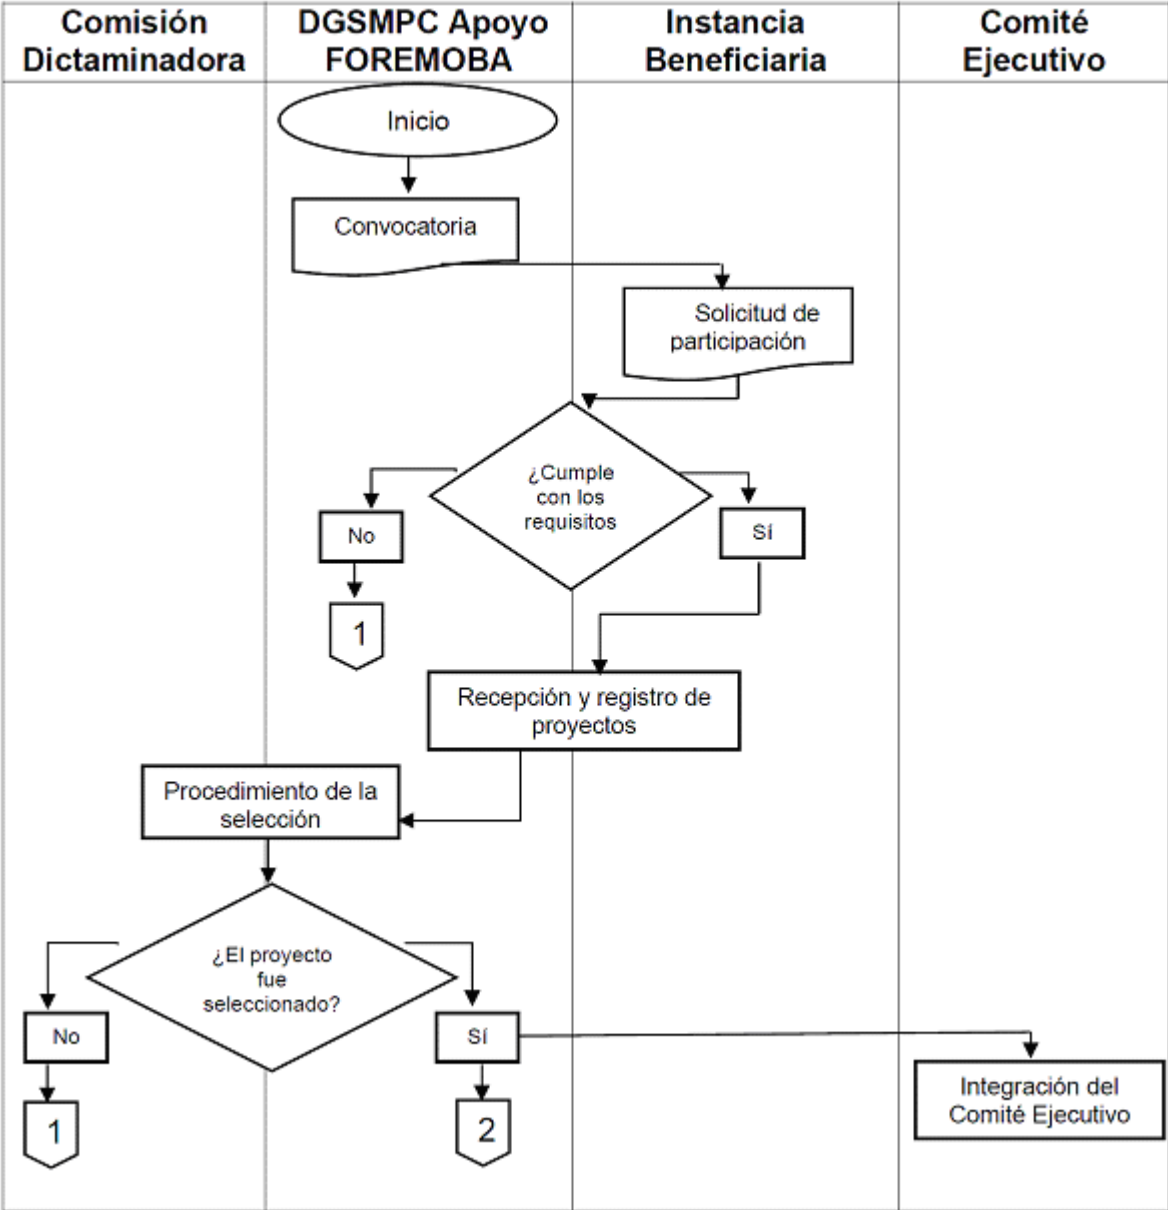 Comisión
Dictaminadora
DGSMPC Apoyo
FOREMOBA
Instancia
Beneficiaria
Comité
Ejecutivo
Inicio
Convocatoria
Solicitud de
participación
¿Cumple
con los
requisitos
No
Sí
1
Recepción y registro de
proyectos
Procedimiento de la
selección
¿El proyecto
fue
seleccionado?
No
Sí
Integración del
Comité Ejecutivo
1
2